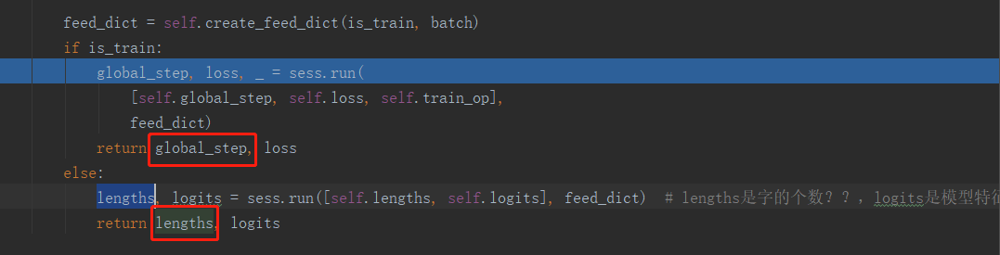 feed_dict = self.create_feed_dict(is_train, batch)
if is_train:
global_step, loss, _ = sess.run(
[self.global_step, self.loss, self.train_op],
feed_dict)
return global_step, loss
else:
lengths, logits = sess.run([self.lengths, self.logits], feed_dict)  # lengths是字的个数？？，logits是模型特征
return lengths, logits